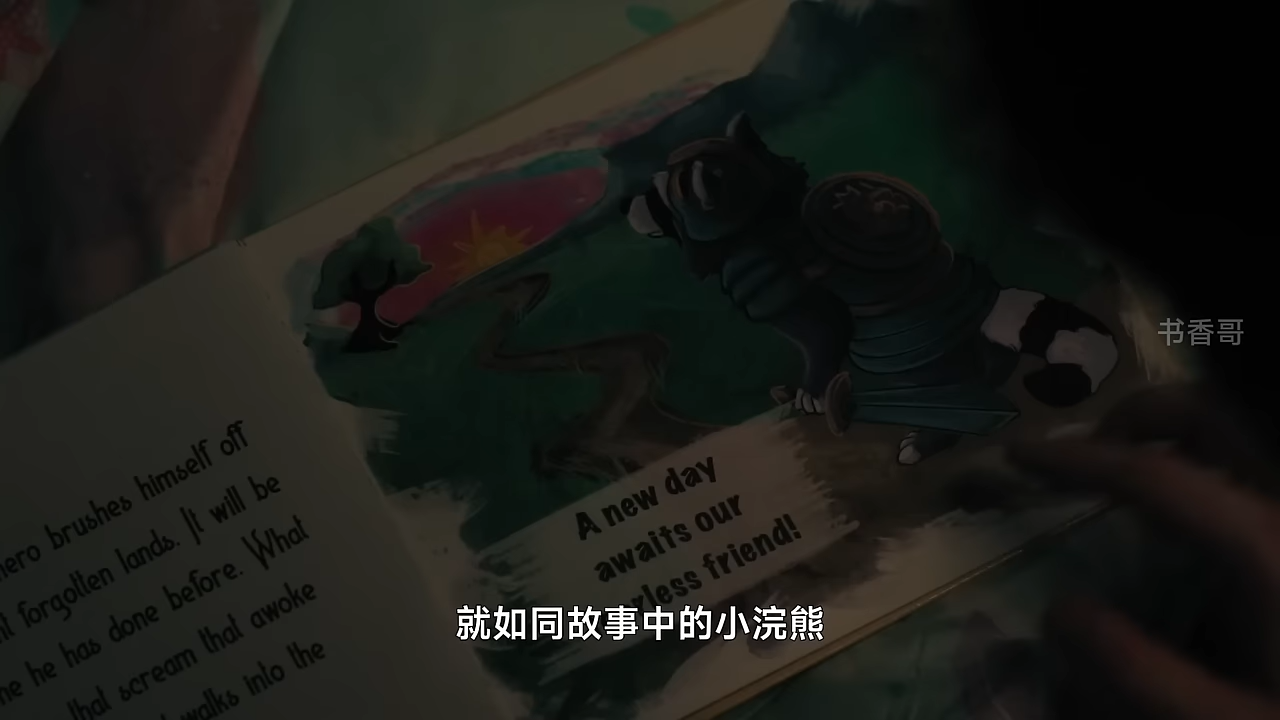 hero brushes himself off
forgotten lands. It will be
he has done before. What
that scream that awoke
walks into the
A new day
awaits our
friend!
就如同故事中的小浣熊
书香哥